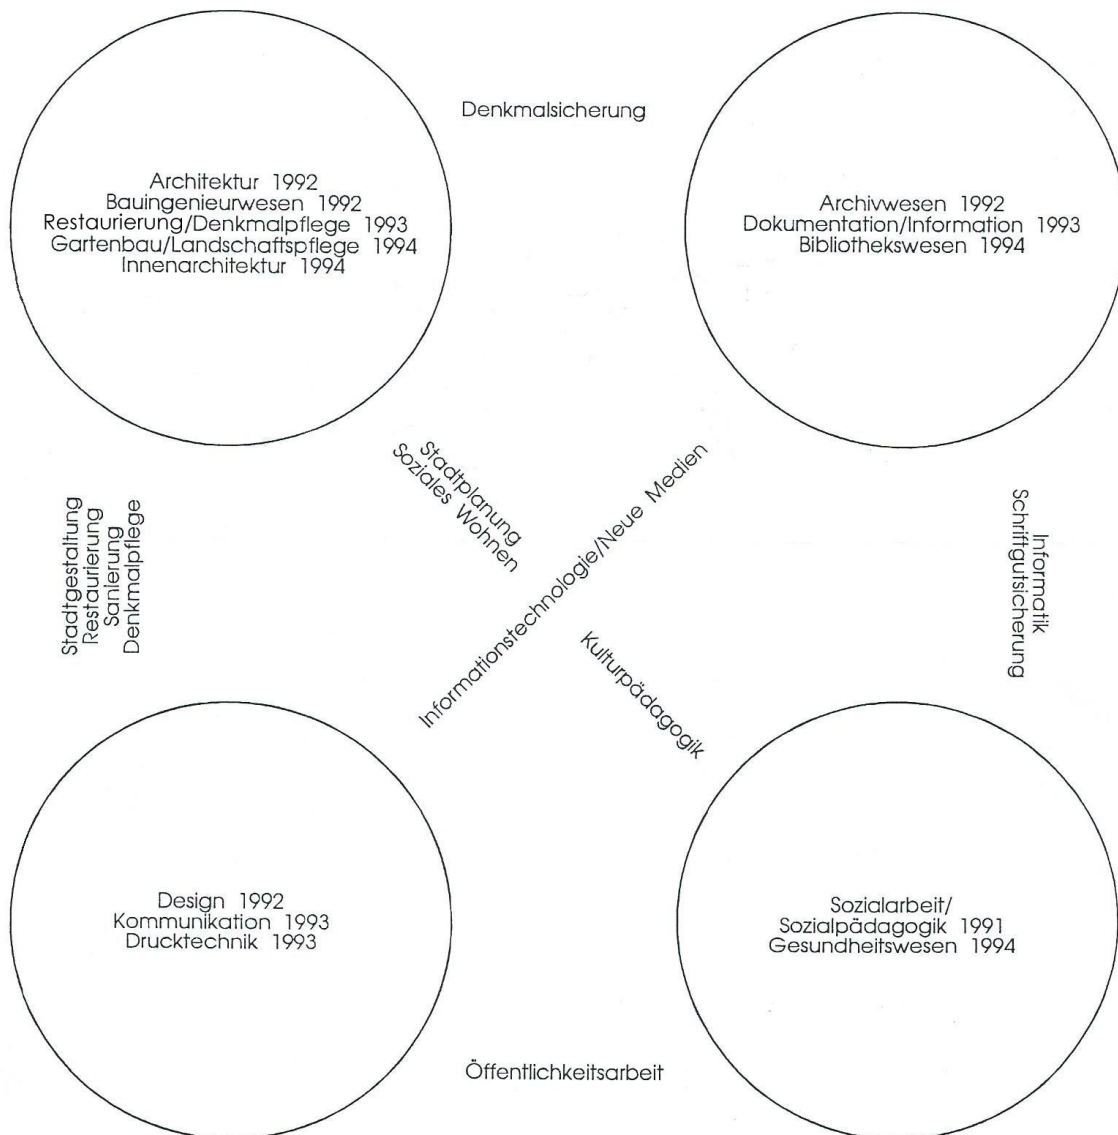 Denkmalsicherung
Architektur 1992
Bauingenieurwesen 1992
Restaurierung/Denkmalpflege 1993
Gartenbau/Landschaftspflege 1994
Innenarchitektur 1994
Archivwesen 1992
Dokumentation/Information 1993
Bibliothekswesen 1994
Stadtgestaltung
Restaurierung
Sanierung
Denkmalpflege
Stadtplanung
Soziales Wohnen
Informationstechnologie/Neue Medien
Kulturpädagogik
Informatik
Schriftgutsicherung
Design 1992
Kommunikation 1993
Drucktechnik 1993
Sozialarbeit/
Sozialpädagogik 1991
Gesundheitswesen 1994
Öffentlichkeitsarbeit